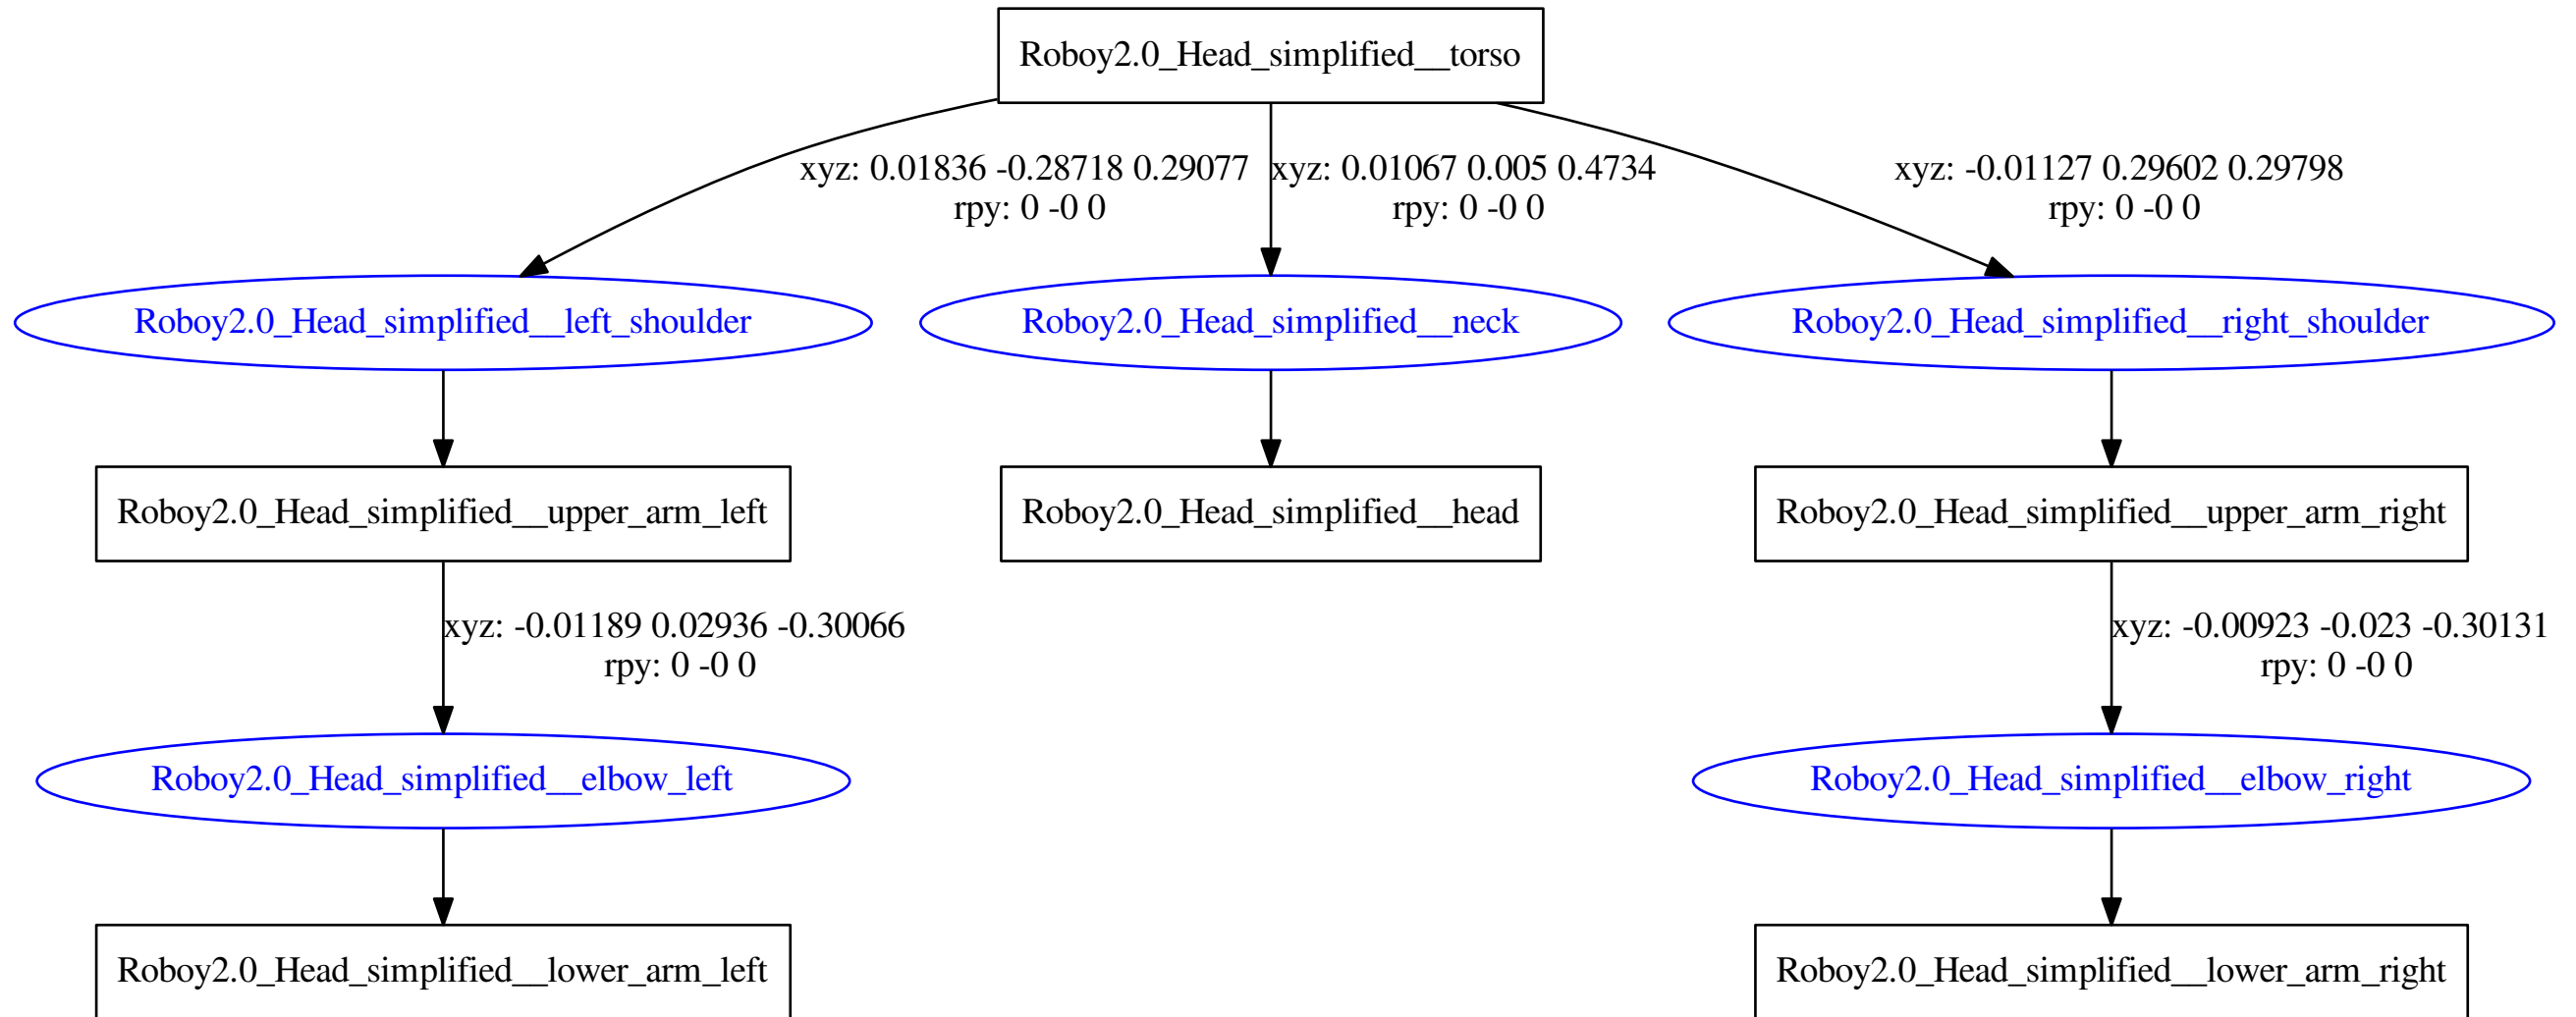 Roboy2.0_Head_simplified__torso
xyz: 0.01836 -0.28718 0.29077
rpy: 0 -0 0
xyz: 0.01067 0.005 0.4734
rpy: 0 -0 0
xyz: -0.01127 0.29602 0.29798
rpy: 0 -0 0
Roboy2.0_Head_simplified__left_shoulder
Roboy2.0_Head_simplified__neck
Roboy2.0_Head_simplified__right_shoulder
Roboy2.0_Head_simplified__upper_arm_left
Roboy2.0_Head_simplified__head
Roboy2.0_Head_simplified__upper_arm_right
xyz: -0.01189 0.02936 -0.30066
rpy: 0 -0 0
xyz: -0.00923 -0.023 -0.30131
rpy: 0 -0 0
Roboy2.0_Head_simplified__elbow_left
Roboy2.0_Head_simplified__elbow_right
Roboy2.0_Head_simplified__lower_arm_left
Roboy2.0_Head_simplified__lower_arm_right